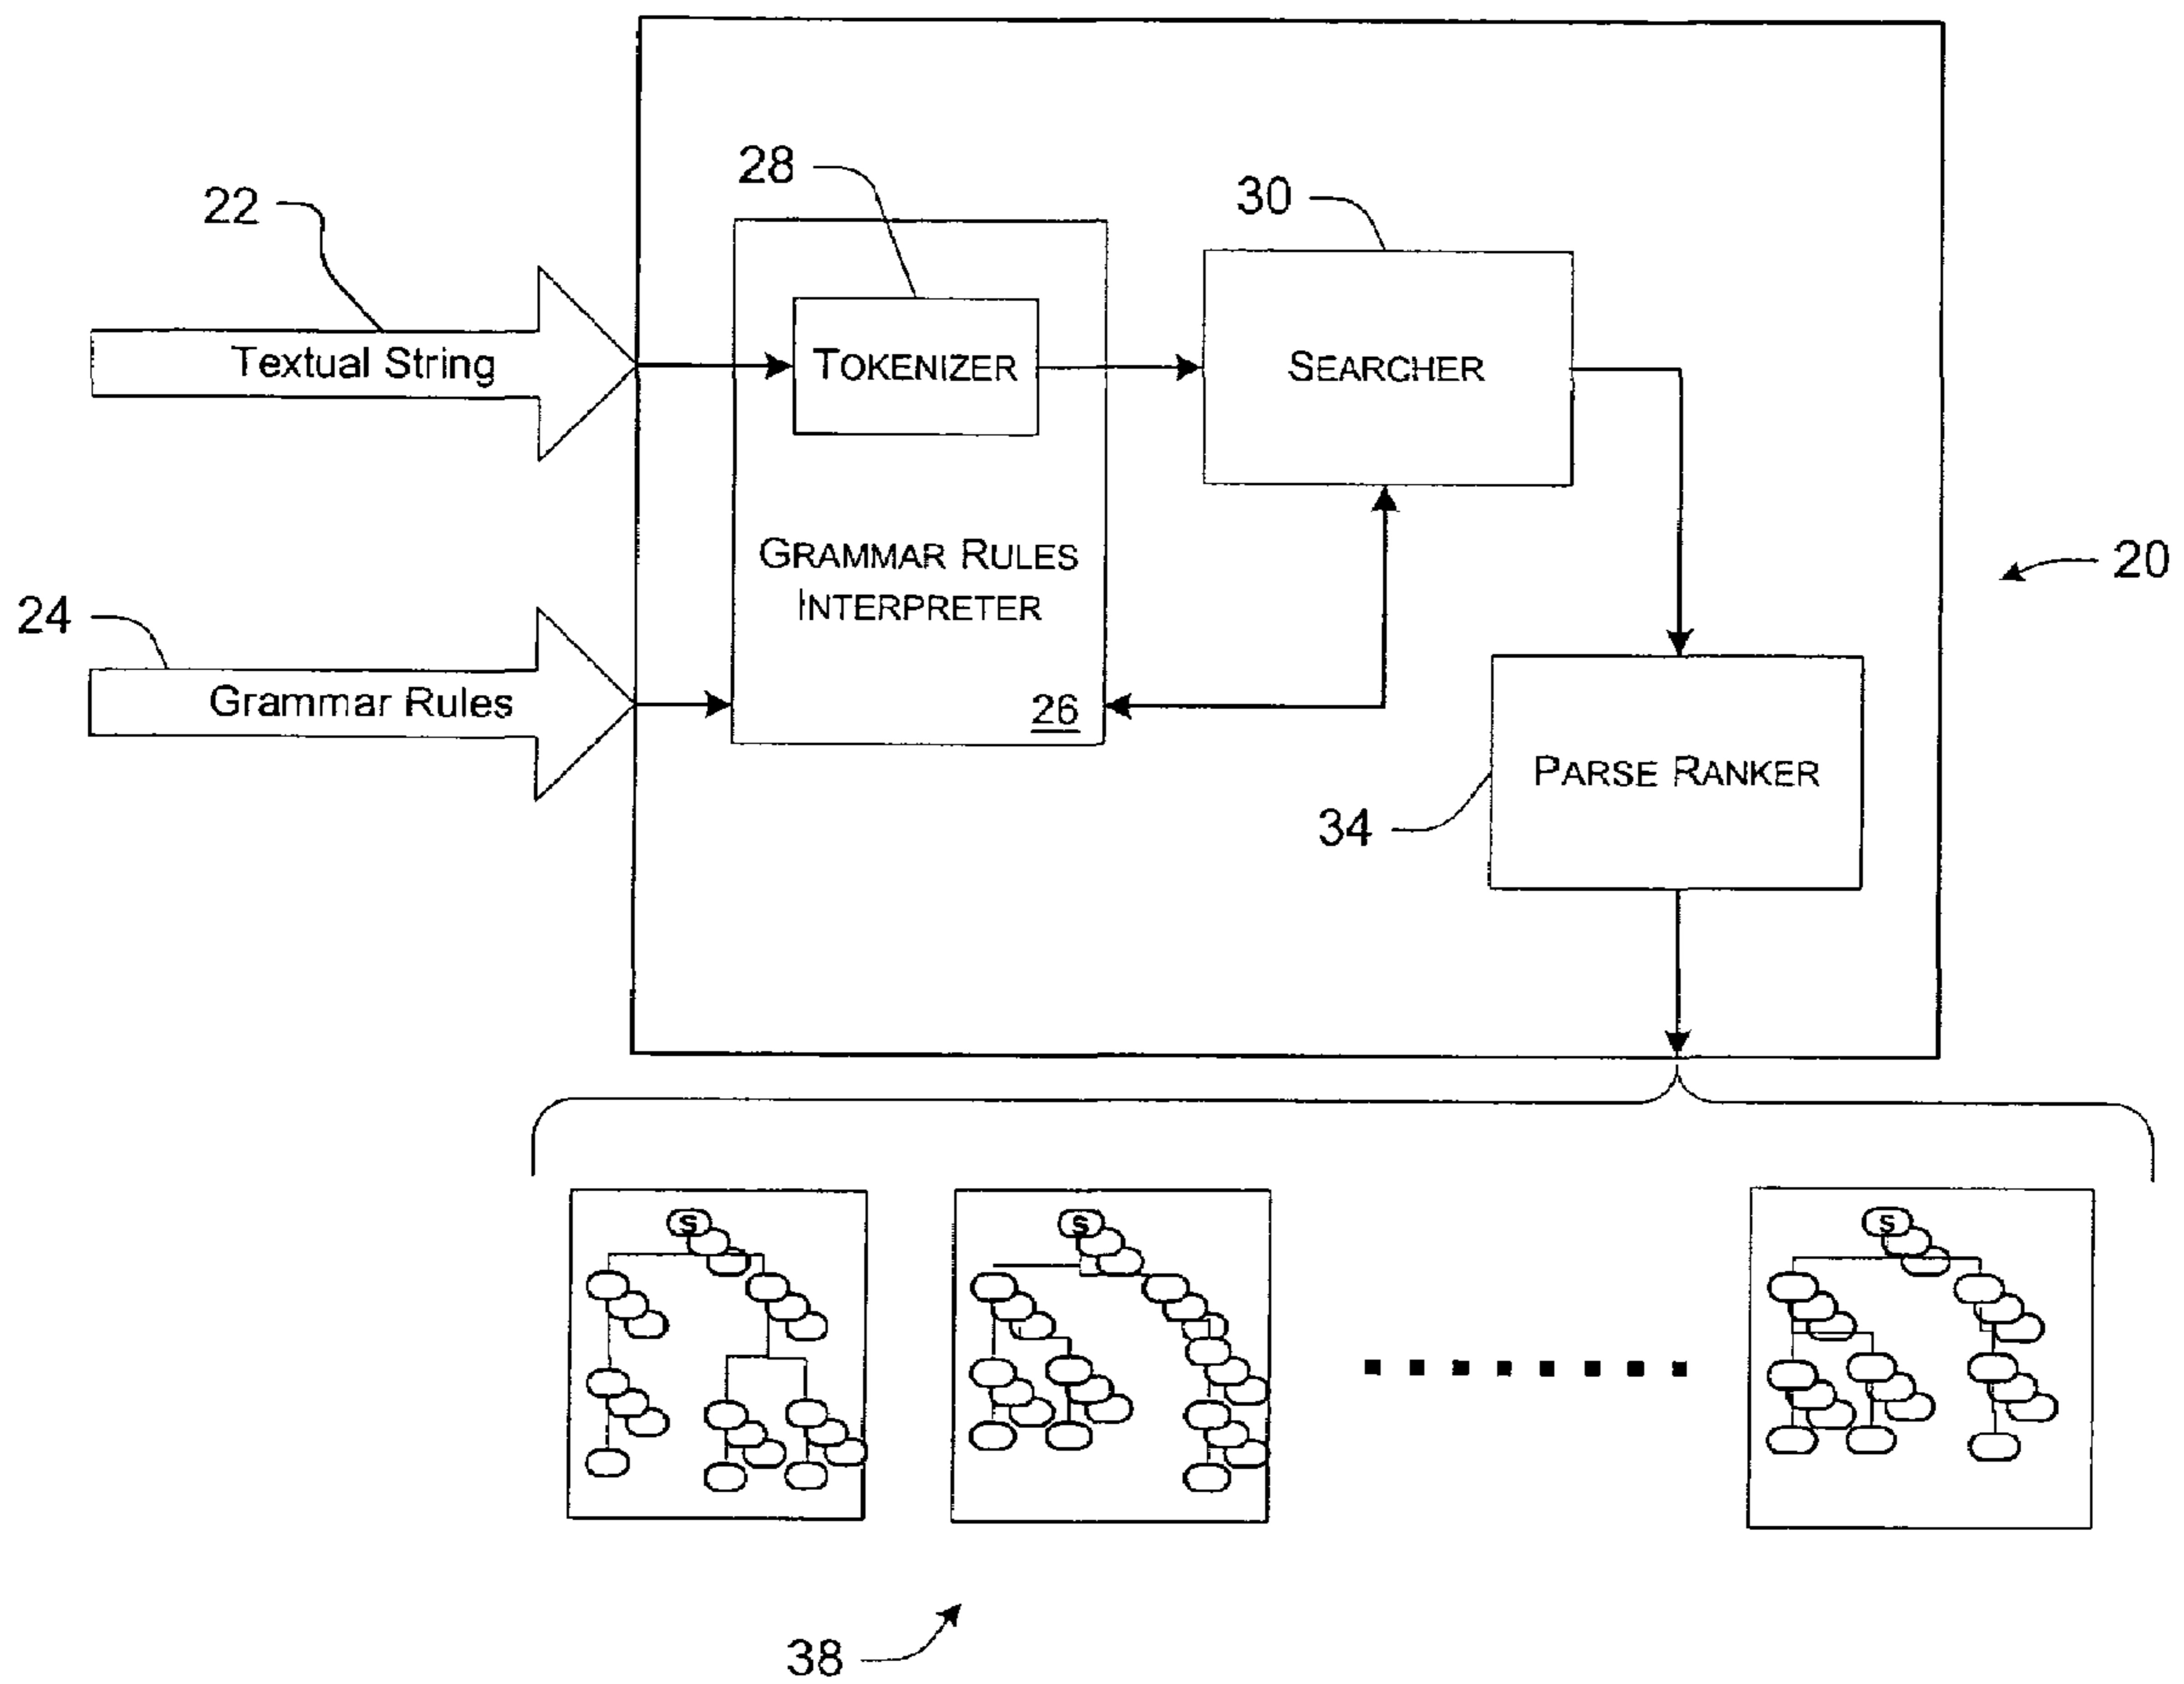 28
30
22
Textual String
TOKENIZER
SEARCHER
GRAMMAR RULES
INTERPRETER
20
24
Grammar Rules
26
PARSE RANKER
34
S
S
S
38